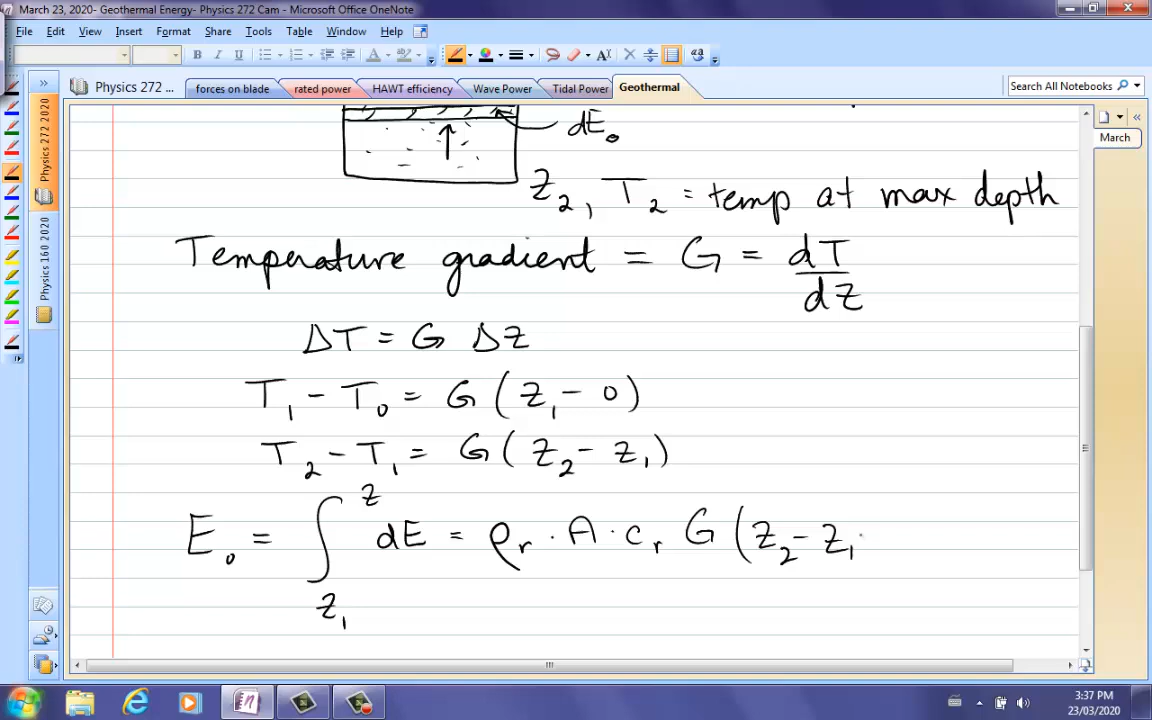 March 23, 2020- Geothermal Energy- Physics 272 Cam - Microsoft Office OneNote
File Edit View Insert Format Share Tools Table Window Help
B I U A ab
Physics 272 ... forces on blade rated power HAWT efficiency Wave Power Tidal Power Geothermal Search All Notebooks
March
Physics 272 2020
Physics 160 2020
dE₀
Z₂, T₂ = temp at max depth
Temperature gradient = G = dT/dZ
ΔT = G ΔZ
T₁ - T₀ = G (Z₁ - 0)
T₂ - T₁ = G (Z₂ - Z₁)
E₀ = ∫_{Z₁}^{Z} dE = ρᵣ · A · cᵣ G (Z₂ - Z₁
3:37 PM
23/03/2020